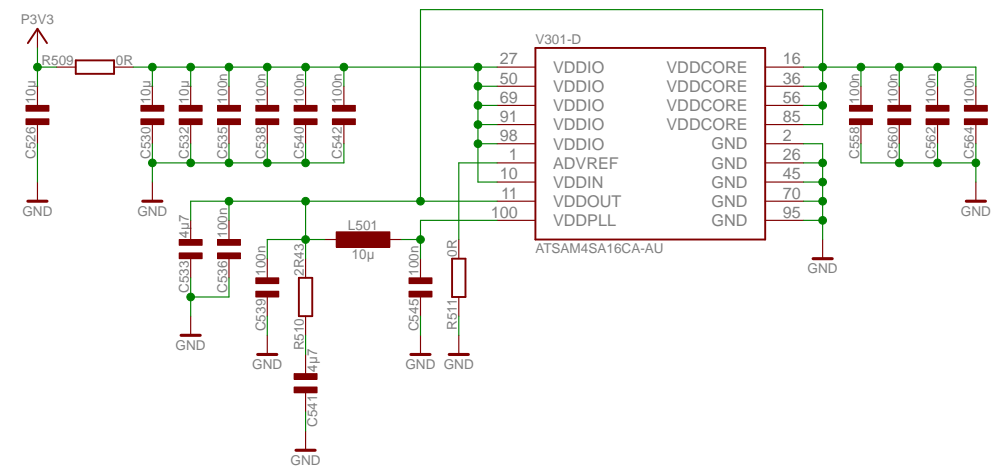 P3V3
R509
0R
10µ
C526
10µ
C530
10µ
C532
100n
C535
100n
C538
100n
C540
100n
C542
GND
GND
V301-D
27 VDDIO VDDCORE 16
50 VDDIO VDDCORE 36
69 VDDIO VDDCORE 56
91 VDDIO VDDCORE 85
98 VDDIO GND 2
1 ADVREF GND 26
10 VDDIN GND 45
11 VDDOUT GND 70
100 VDDPLL GND 95
ATSAM4SA16CA-AU
GND
100n
C558
100n
C560
100n
C562
100n
C564
GND
4µ7
C533
100n
C536
GND
100n
C539
GND
2R43
R510
4µ7
C541
GND
L501
10µ
100n
C545
GND
0R
R511
GND